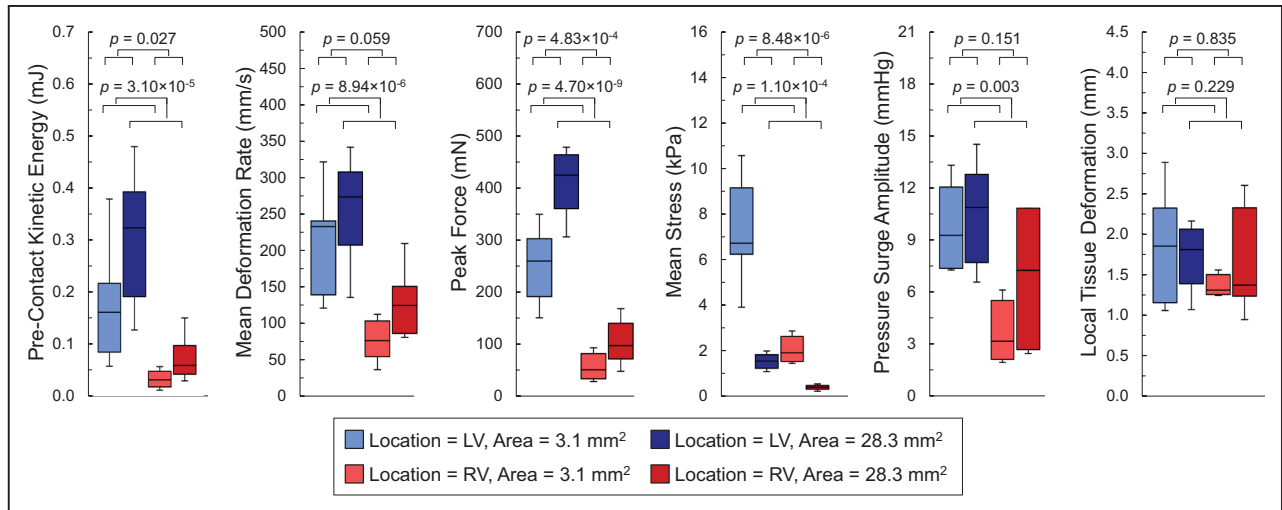 Pre-Contact Kinetic Energy (mJ)
0.7
0.6
0.5
0.4
0.3
0.2
0.1
0.0
p = 0.027
p = 3.10×10-5
Mean Deformation Rate (mm/s)
500
450
400
350
300
250
200
150
100
50
0
p = 0.059
p = 8.94×10-6
Peak Force (mN)
700
600
500
400
300
200
100
0
p = 4.83×10-4
p = 4.70×10-9
Mean Stress (kPa)
16
14
12
10
8
6
4
2
0
p = 8.48×10-6
p = 1.10×10-4
Pressure Surge Amplitude (mmHg)
21
18
15
12
9
6
3
0
p = 0.151
p = 0.003
Local Tissue Deformation (mm)
4.5
4.0
3.5
3.0
2.5
2.0
1.5
1.0
0.5
0.0
p = 0.835
p = 0.229
Location = LV, Area = 3.1 mm2
Location = LV, Area = 28.3 mm2
Location = RV, Area = 3.1 mm2
Location = RV, Area = 28.3 mm2